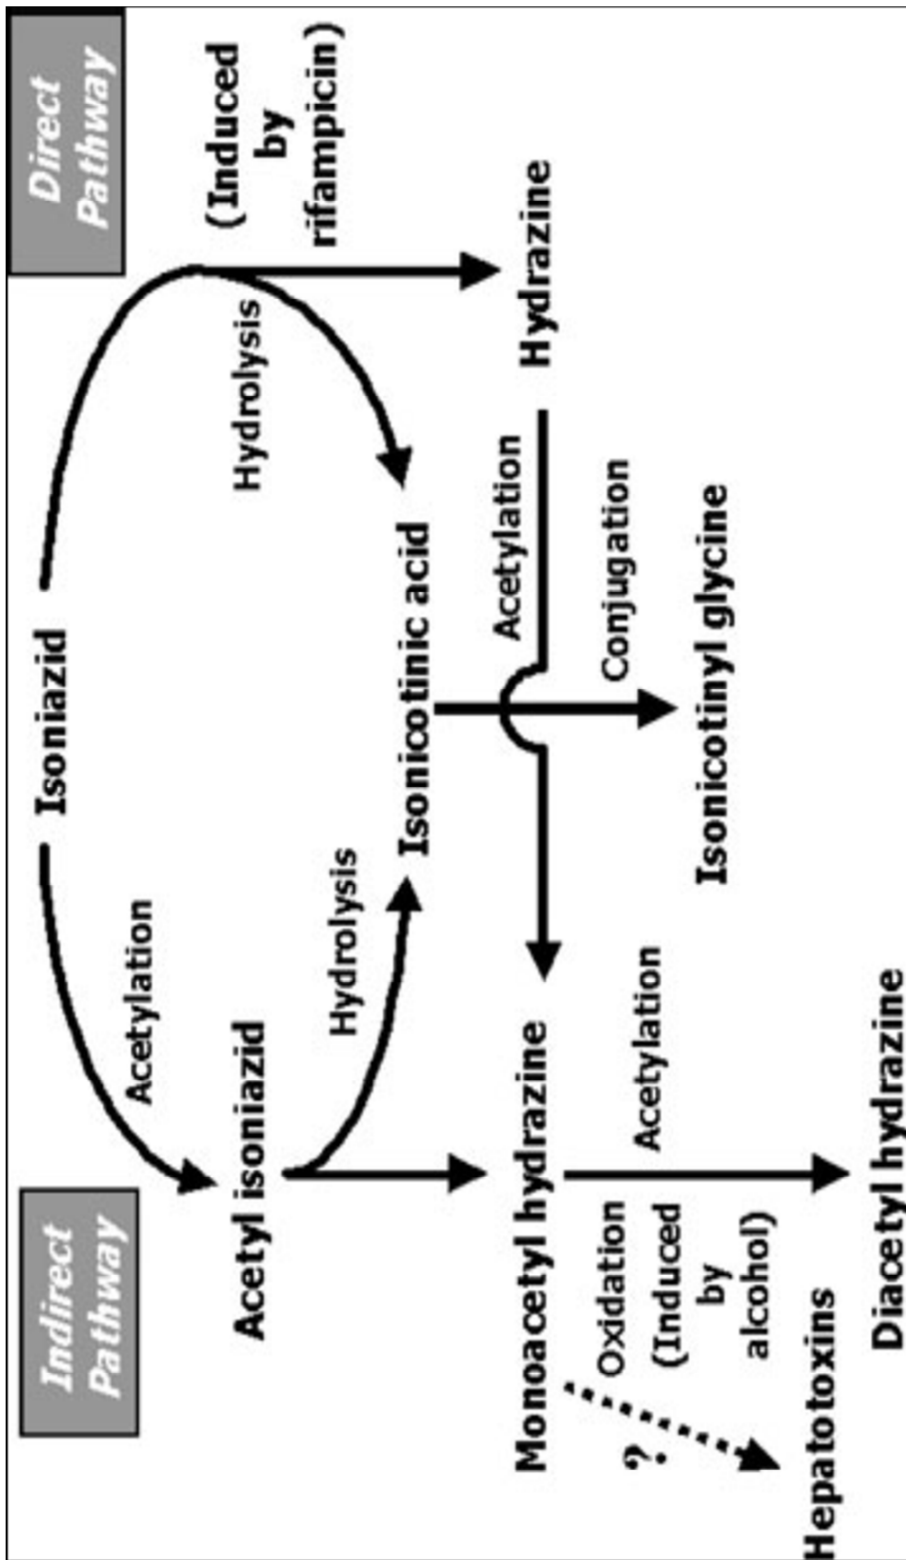 Indirect
Pathway
Direct
Pathway
Isoniazid
Acetylation
Hydrolysis
(Induced
by
rifampicin)
Acetyl isoniazid
Hydrolysis
Isonicotinic acid
Hydrazine
Acetylation
Monoacetyl hydrazine
Conjugation
?
Oxidation
(Induced
by
alcohol)
Acetylation
Isonicotinyl glycine
Hepatotoxins
Diacetyl hydrazine